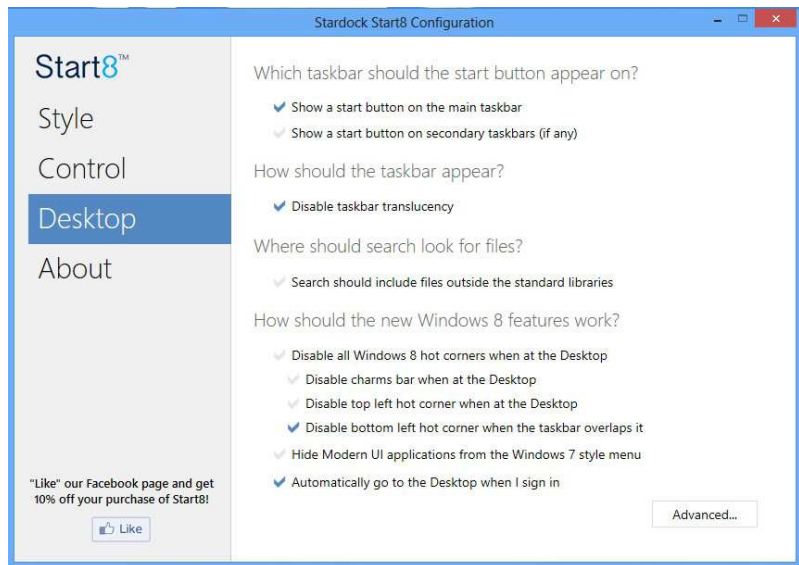 Stardock Start8 Configuration
Start8™
Style
Control
Desktop
About
"Like" our Facebook page and get
10% off your purchase of Start8!
Like
Which taskbar should the start button appear on?
Show a start button on the main taskbar
Show a start button on secondary taskbars (if any)
How should the taskbar appear?
Disable taskbar translucency
Where should search look for files?
Search should include files outside the standard libraries
How should the new Windows 8 features work?
Disable all Windows 8 hot corners when at the Desktop
Disable charms bar when at the Desktop
Disable top left hot corner when at the Desktop
Disable bottom left hot corner when the taskbar overlaps it
Hide Modern UI applications from the Windows 7 style menu
Automatically go to the Desktop when I sign in
Advanced...